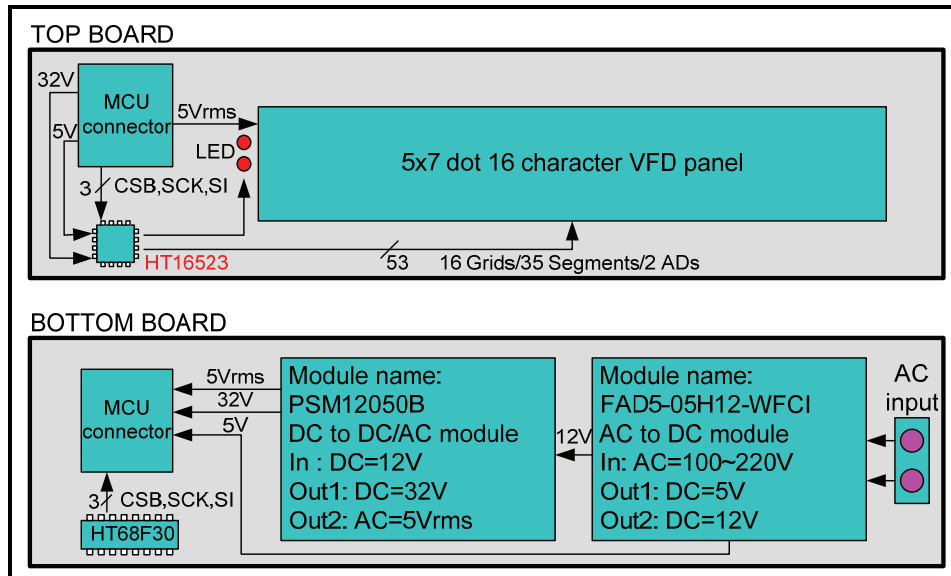 TOP BOARD
32V
MCU
connector
5Vrms
5V
LED
5x7 dot 16 character VFD panel
3
CSB,SCK,SI
HT16523
53
16 Grids/35 Segments/2 ADs
BOTTOM BOARD
MCU
connector
5Vrms
32V
5V
3
CSB,SCK,SI
HT68F30
Module name:
PSM12050B
DC to DC/AC module
In : DC=12V
Out1: DC=32V
Out2: AC=5Vrms
12V
Module name:
FAD5-05H12-WFCI
AC to DC module
In: AC=100~220V
Out1: DC=5V
Out2: DC=12V
AC
input